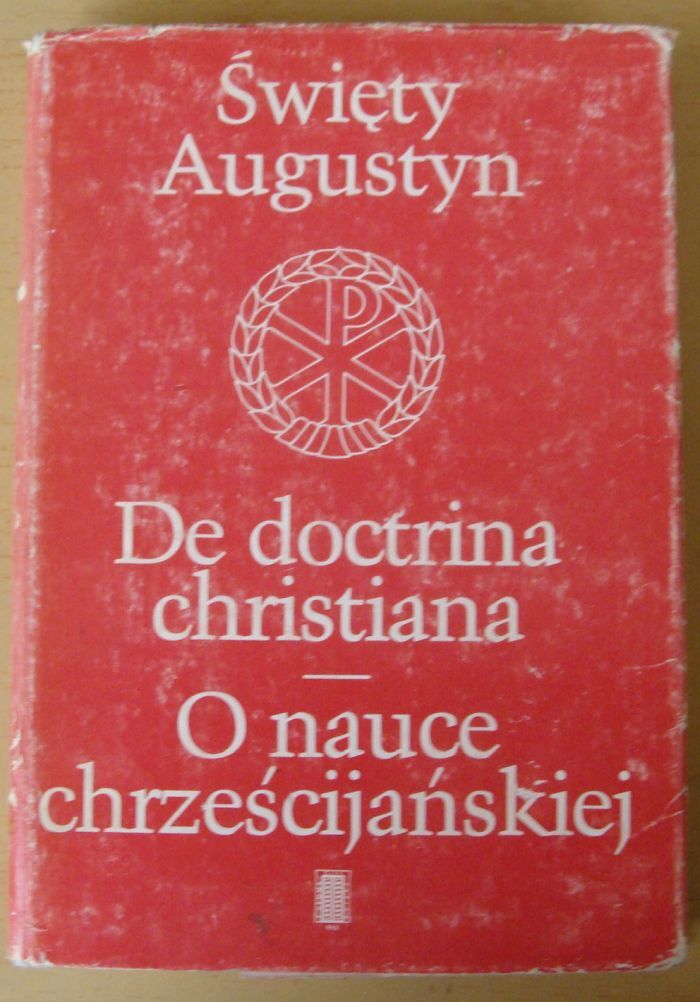 Święty
Augustyn
De doctrina
christiana
O nauce
chrześcijańskiej